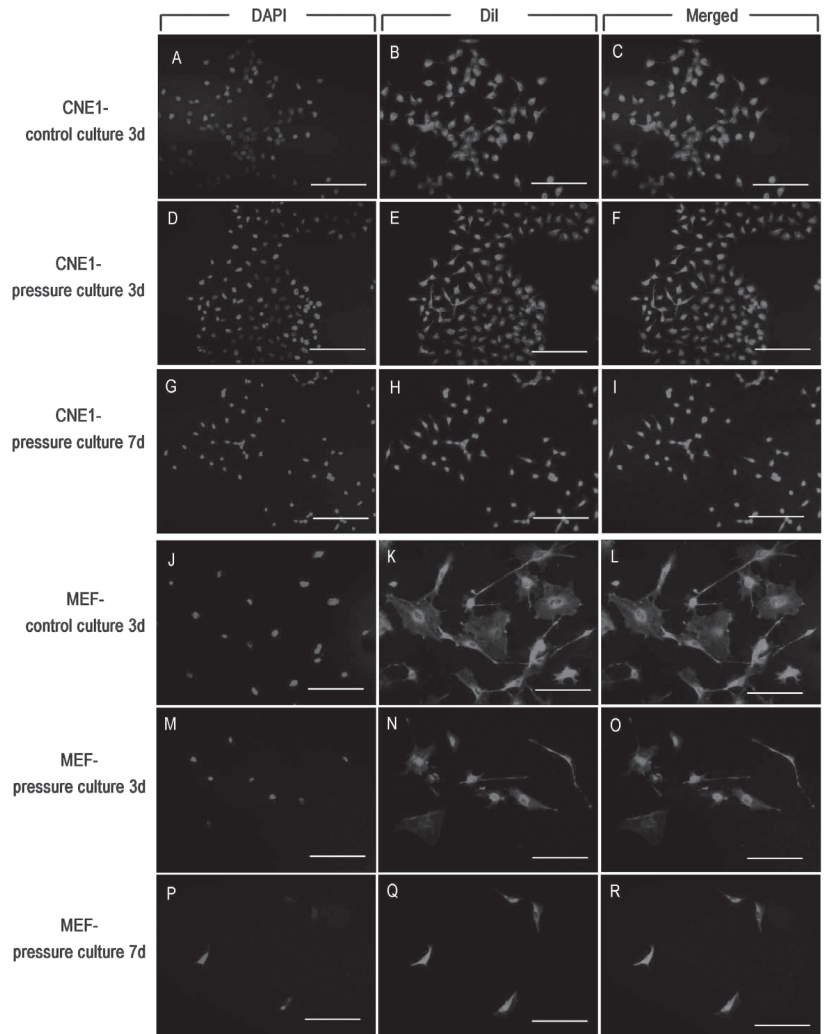 DAPI DiI Merged
A B C
CNE1-
control culture 3d
D E F
CNE1-
pressure culture 3d
G H I
CNE1-
pressure culture 7d
J K L
MEF-
control culture 3d
M N O
MEF-
pressure culture 3d
P Q R
MEF-
pressure culture 7d